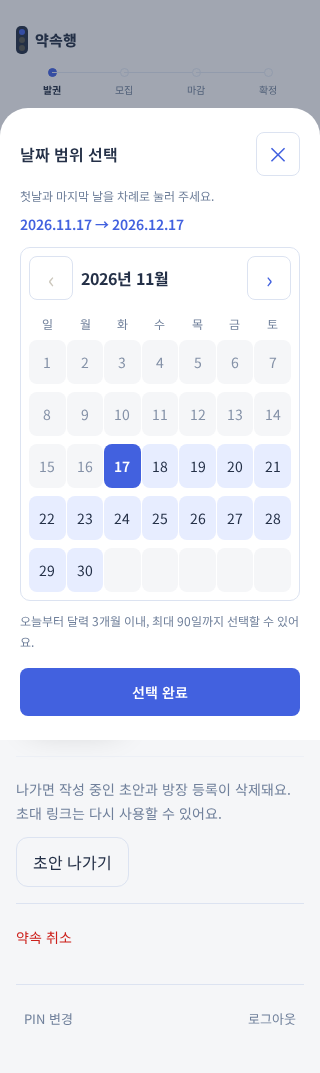 약속행
발권 모집 마감 확정
날짜 범위 선택
첫날과 마지막 날을 차례로 눌러 주세요.
2026.11.17 → 2026.12.17
‹ 2026년 11월 ›
일 월 화 수 목 금 토
1 2 3 4 5 6 7
8 9 10 11 12 13 14
15 16 17 18 19 20 21
22 23 24 25 26 27 28
29 30
오늘부터 달력 3개월 이내, 최대 90일까지 선택할 수 있어
요.
선택 완료
나가면 작성 중인 초안과 방장 등록이 삭제돼요.
초대 링크는 다시 사용할 수 있어요.
초안 나가기
약속 취소
PIN 변경 로그아웃